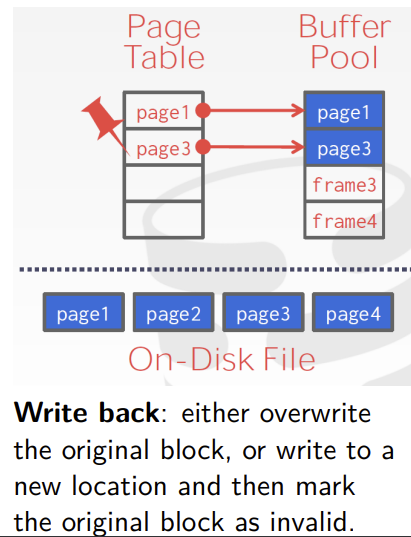 Page Table
Buffer Pool
page1
page1
page3
page3
frame3
frame4
page1 page2 page3 page4
On-Disk File
Write back: either overwrite
the original block, or write to a
new location and then mark
the original block as invalid.